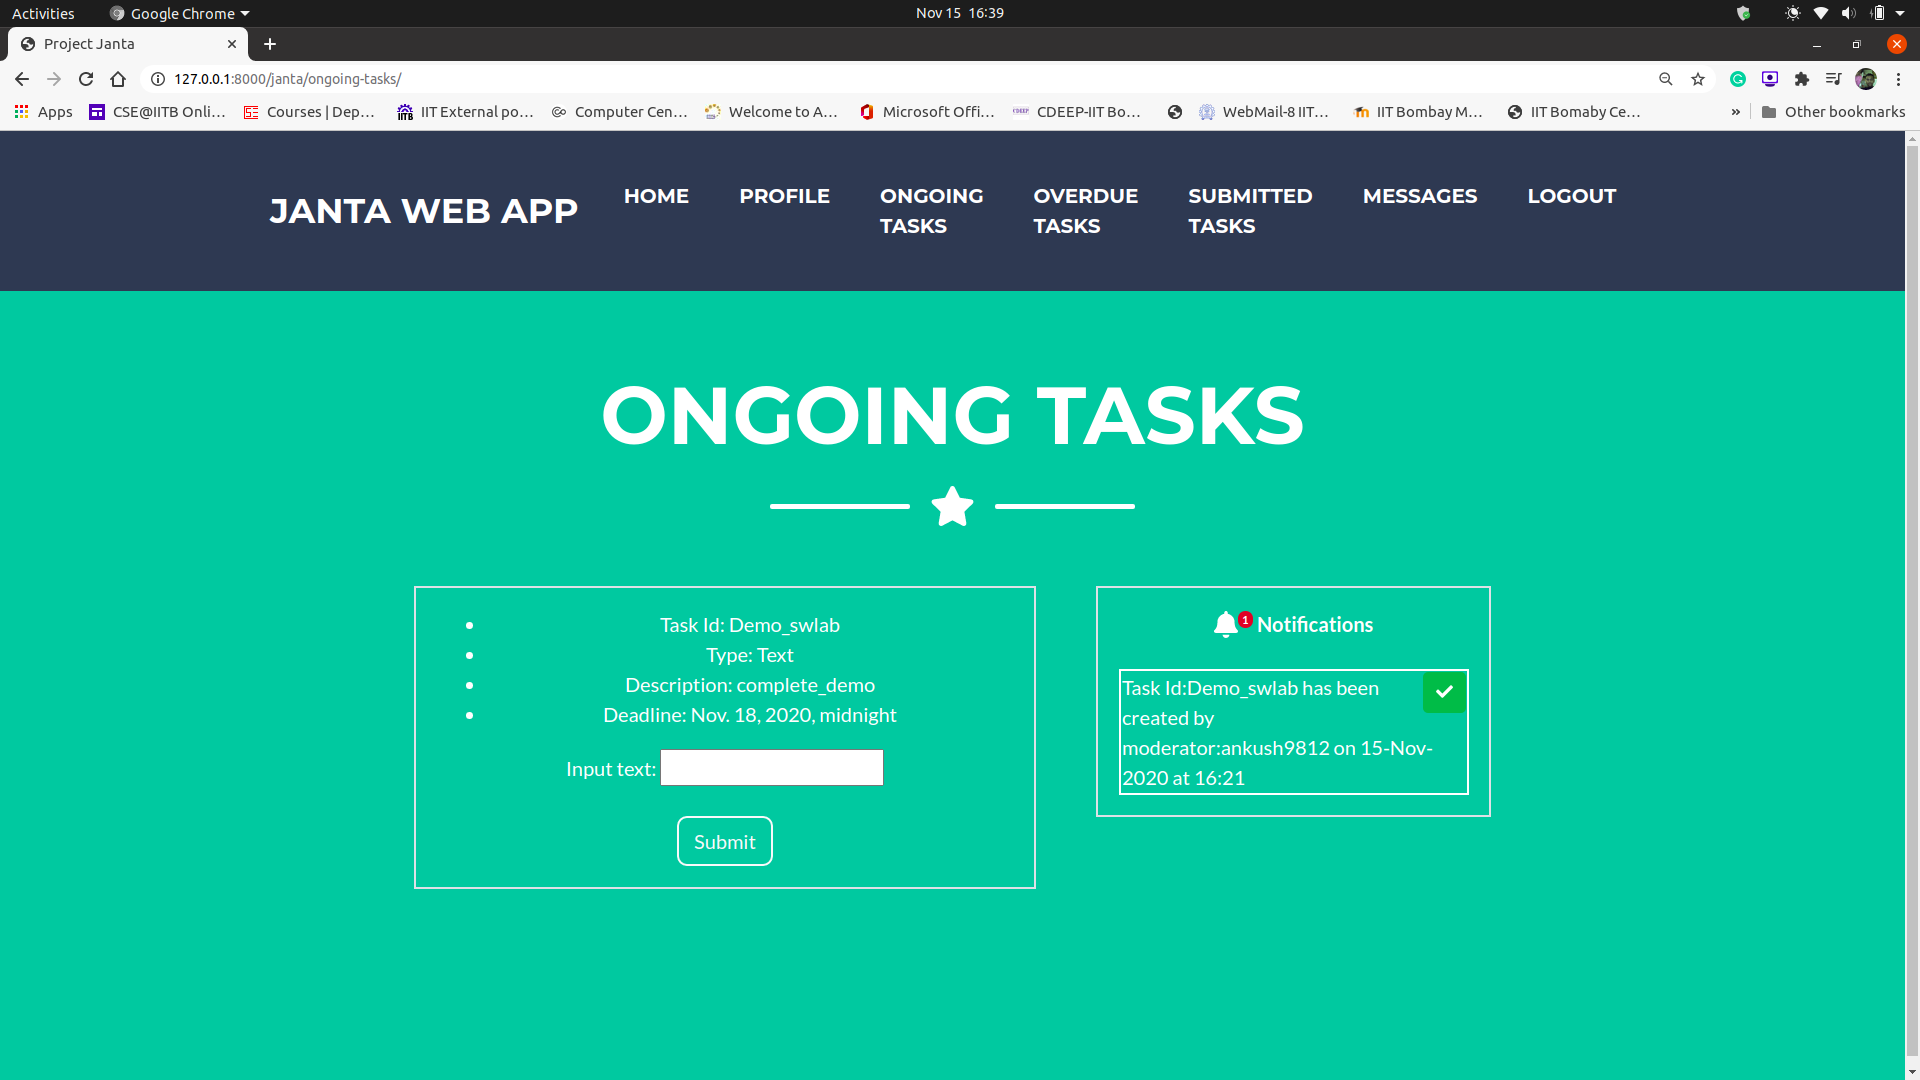 Activities
Google Chrome
Nov 15 16:39
Project Janta
127.0.0.1:8000/janta/ongoing-tasks/
Apps
CSE@IITB Onli...
Courses | Dep...
IITB
IIT External po...
Computer Cen...
Welcome to A...
Microsoft Offi...
CDEEP
CDEEP-IIT Bo...
WebMail-8 IIT...
IIT Bombay M...
IIT Bomaby Ce...
»
Other bookmarks
JANTA WEB APP
HOME
PROFILE
ONGOING
TASKS
OVERDUE
TASKS
SUBMITTED
TASKS
MESSAGES
LOGOUT
ONGOING TASKS
• Task Id: Demo_swlab
• Type: Text
• Description: complete_demo
• Deadline: Nov. 18, 2020, midnight
Input text:
Submit
1 Notifications
Task Id:Demo_swlab has been
created by
moderator:ankush9812 on 15-Nov-
2020 at 16:21